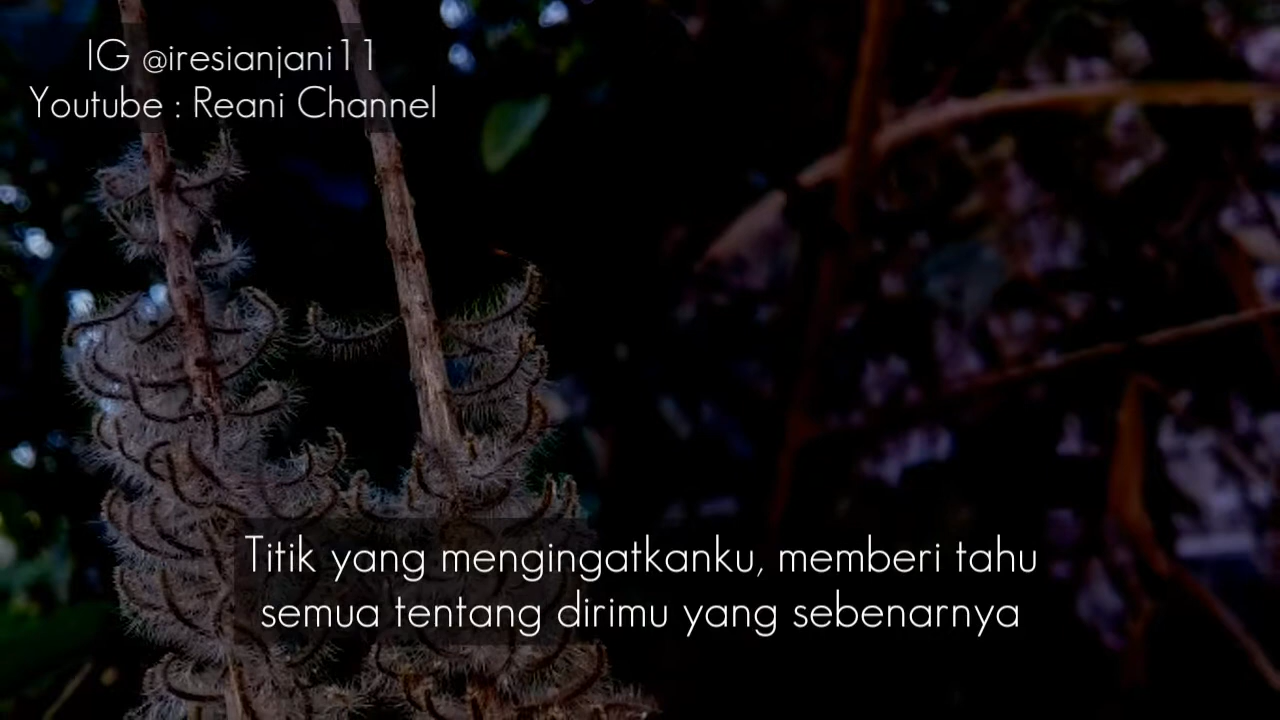 IG @iresianjani11
Youtube : Reani Channel
Titik yang mengingatkanku, memberi tahu
semua tentang dirimu yang sebenarnya